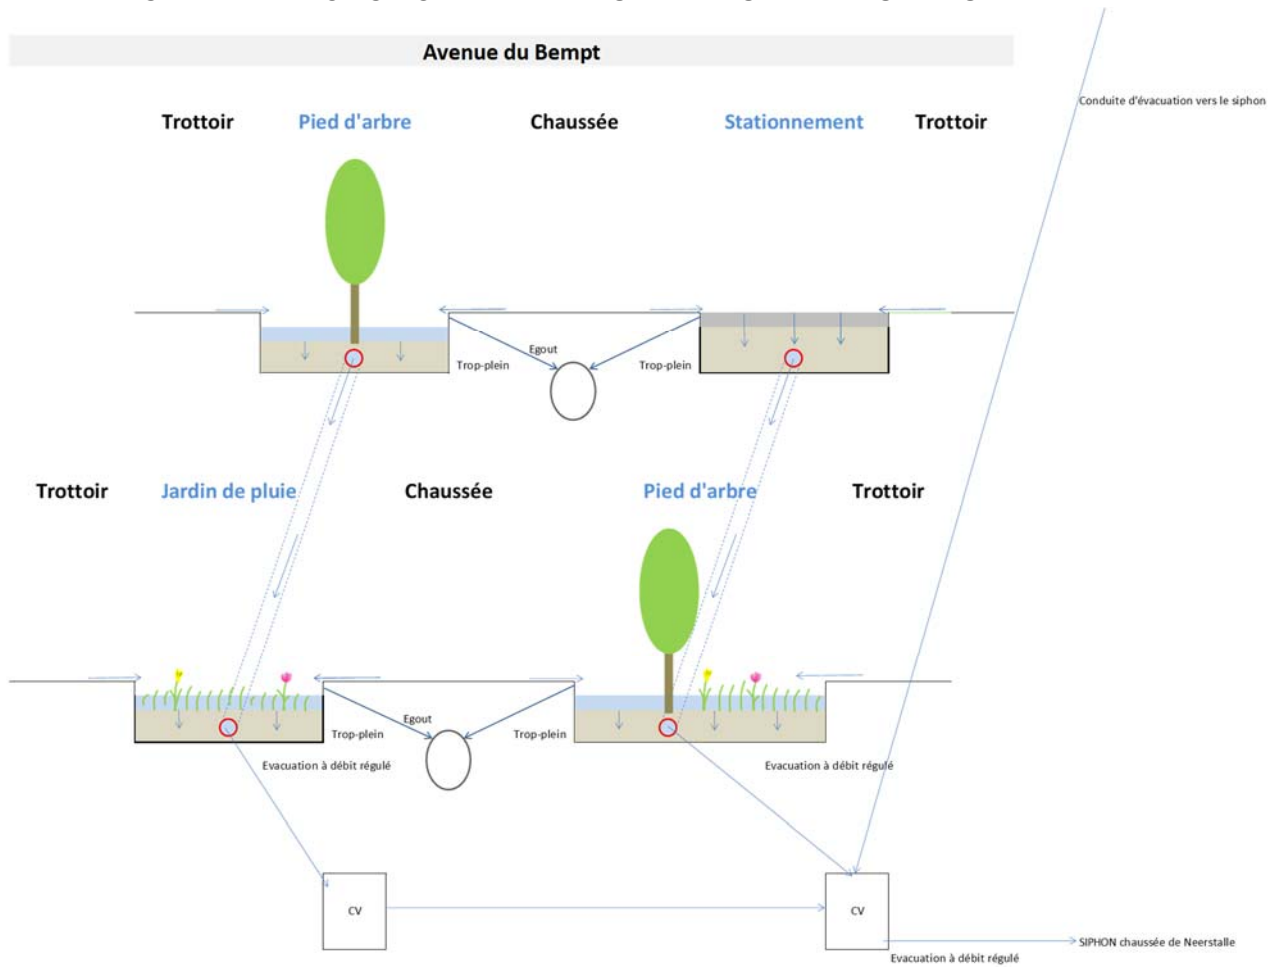 Avenue du Bempt
Conduite d'évacuation vers le siphon
Trottoir Pied d'arbre Chaussée Stationnement Trottoir
Egout
Trop-plein Trop-plein
Trottoir Jardin de pluie Chaussée Pied d'arbre Trottoir
Egout
Trop-plein Trop-plein
Evacuation à débit régulé Evacuation à débit régulé
CV CV
SIPHON chaussée de Neerstalle
Evacuation à débit régulé